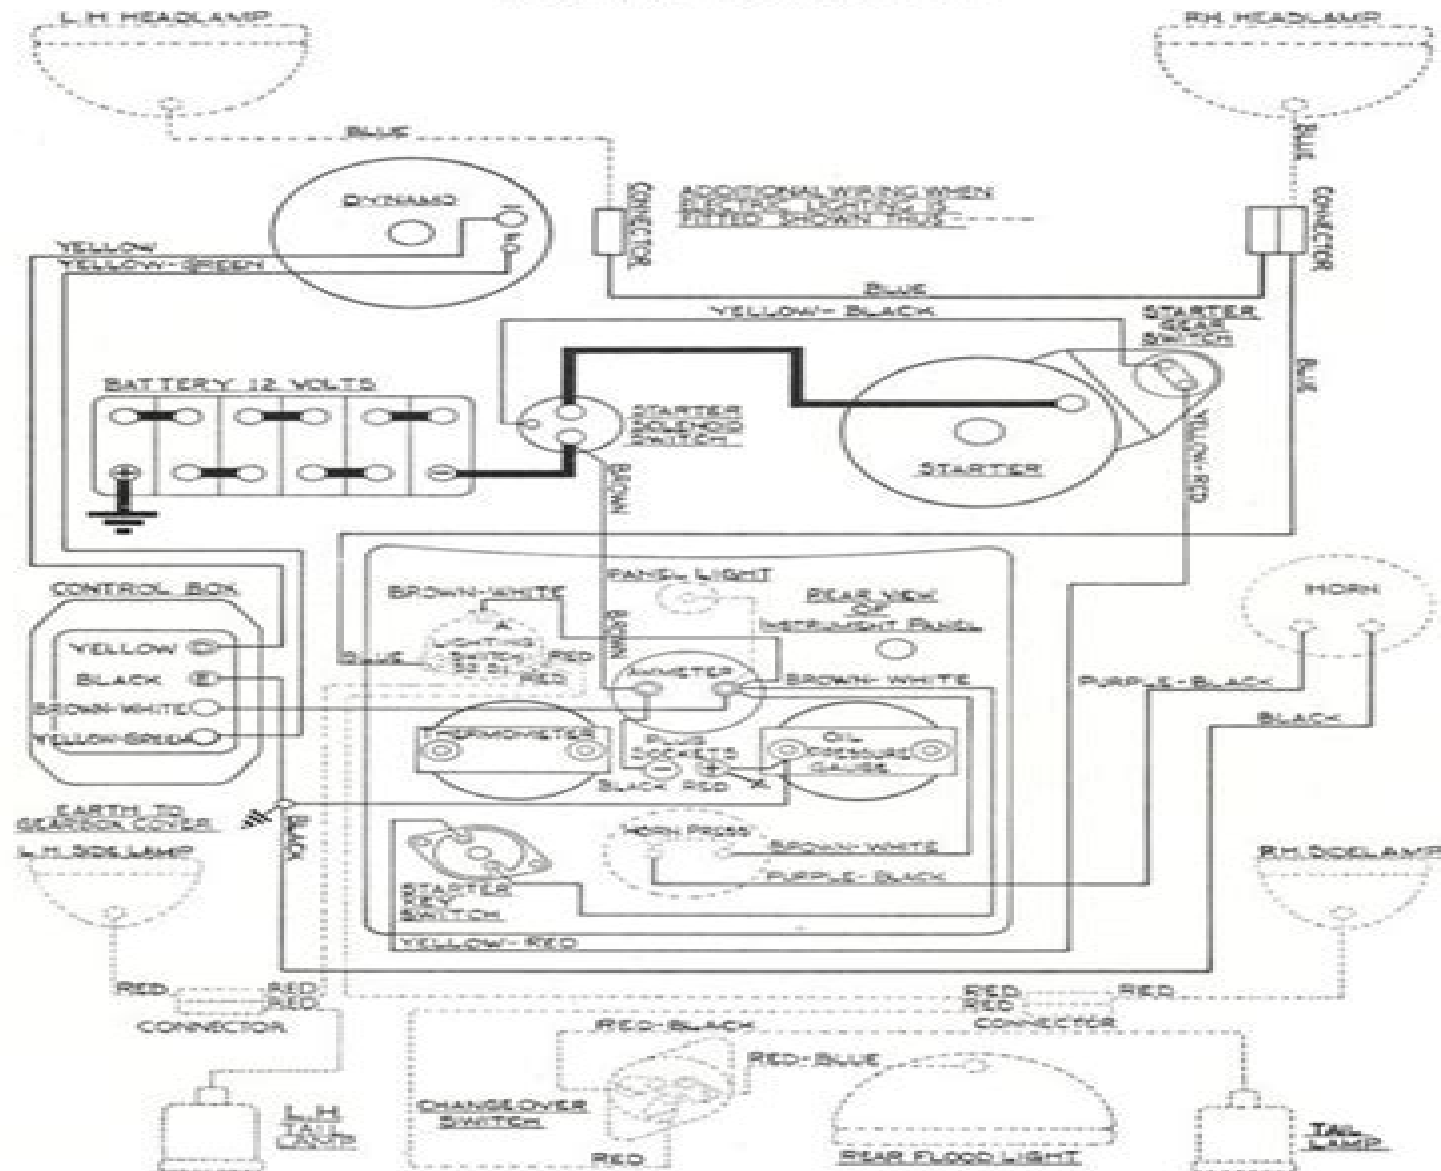 L.H. HEADLAMP
R.H. HEADLAMP
BLUE
BLUE
DYNAMO
CONNECTOR
ADDITIONAL WIRING WHEN
ELECTRIC LIGHTING IS
FITTED SHOWN THUS
CONNECTOR
YELLOW
YELLOW-GREEN
BLUE
YELLOW-BLACK
STARTER
GEAR
SWITCH
BATTERY 12 VOLTS
STARTER
SOLENOID
SWITCH
BLUE
STARTER
YELLOW-RED
BROWN
CONTROL BOX
BROWN-WHITE
PANEL LIGHT
REAR VIEW
OF
INSTRUMENT PANEL
HORN
A
LIGHTING
SWITCH
BROWN
YELLOW D
BLUE
RED
RED
AMMETER
BLACK E
BROWN-WHITE
PURPLE-BLACK
BROWN-WHITE
BLACK
YELLOW-GREEN
THERMOMETER
PLUG
SOCKETS
OIL
PRESSURE
GAUGE
BLACK RED
EARTH TO
GEARBOX COVER
BLACK
HORN PRESS
L.H. SIDE LAMP
BROWN-WHITE
R.H. SIDELAMP
PURPLE-BLACK
STARTER
KEY
SWITCH
YELLOW-RED
RED
RED
RED
RED
RED
RED
CONNECTOR
RED-BLACK
CONNECTOR
RED-BLUE
L.H.
TAIL
LAMP
CHANGEOVER
SWITCH
RED
REAR FLOOD LIGHT
TAIL
LAMP